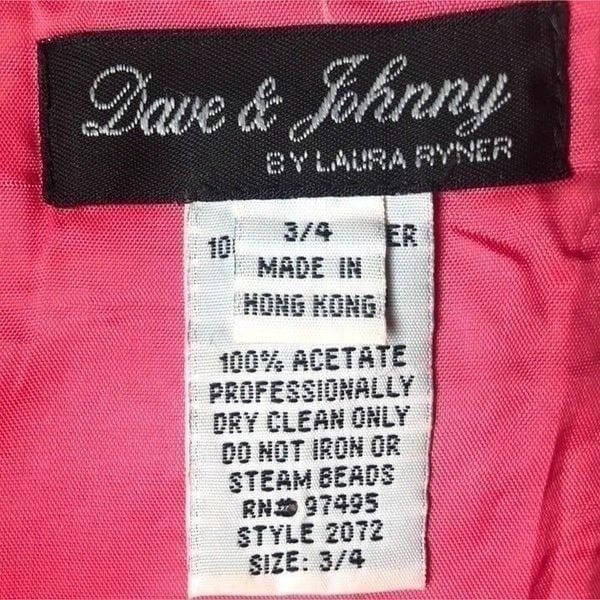 Dave & Johnny
BY LAURA RYNER
3/4
MADE IN
HONG KONG
100% ACETATE
PROFESSIONALLY
DRY CLEAN ONLY
DO NOT IRON OR
STEAM BEADS
RN# 97495
STYLE 2072
SIZE: 3/4